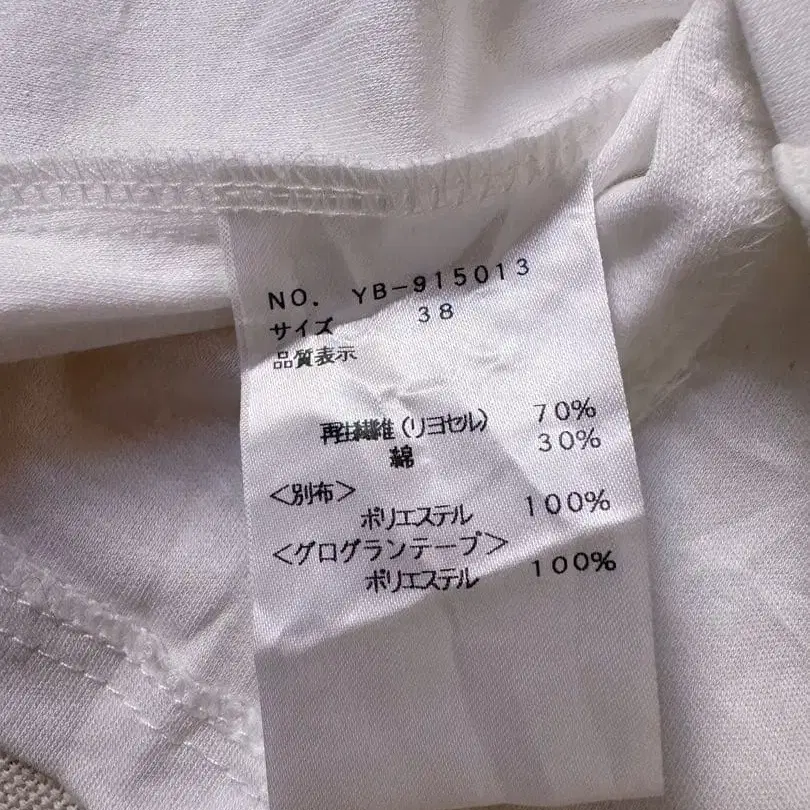 NO. YB-915013
サイズ 38
品質表示
再生繊維(リヨセル) 70%
綿 30%
<別布>
ポリエステル 100%
<グログランテープ>
ポリエステル 100%